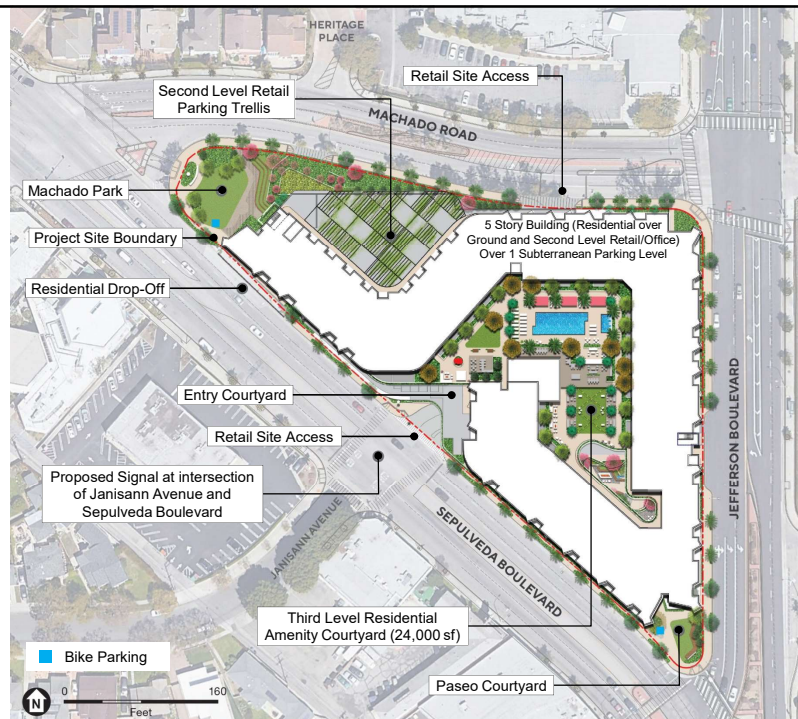 HERITAGE
PLACE
Retail Site Access
Second Level Retail
Parking Trellis
MACHADO ROAD
Machado Park
5 Story Building (Residential over
Ground and Second Level Retail/Office)
Over 1 Subterranean Parking Level
Project Site Boundary
Residential Drop-Off
Entry Courtyard
Retail Site Access
JEFFERSON BOULEVARD
Proposed Signal at intersection
of Janisann Avenue and
Sepulveda Boulevard
JANISANN AVENUE
SEPULVEDA BOULEVARD
Third Level Residential
Amenity Courtyard (24,000 sf)
Bike Parking
Paseo Courtyard
N
0 160
Feet